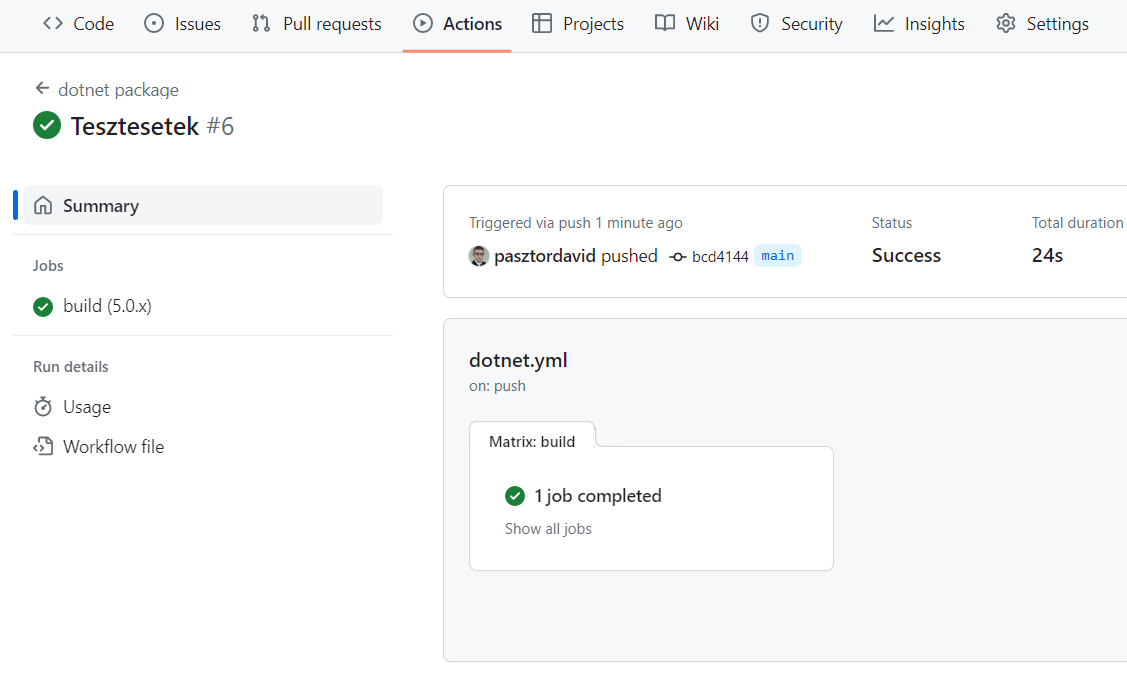 Code Issues Pull requests Actions Projects Wiki Security Insights Settings
dotnet package
Tesztesetek #6
Summary
Jobs
build (5.0.x)
Run details
Usage
Workflow file
Triggered via push 1 minute ago
pasztordavid pushed bcd4144 main
Status
Success
Total duration
24s
dotnet.yml
on: push
Matrix: build
1 job completed
Show all jobs